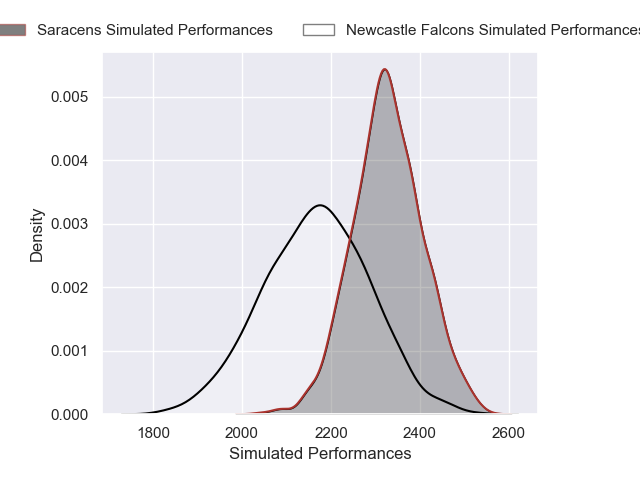 Saracens Simulated Performances
Newcastle Falcons Simulated Performances
0.005
0.004
0.003
0.002
0.001
0.000
Density
1800
2000
2200
2400
2600
Simulated Performances